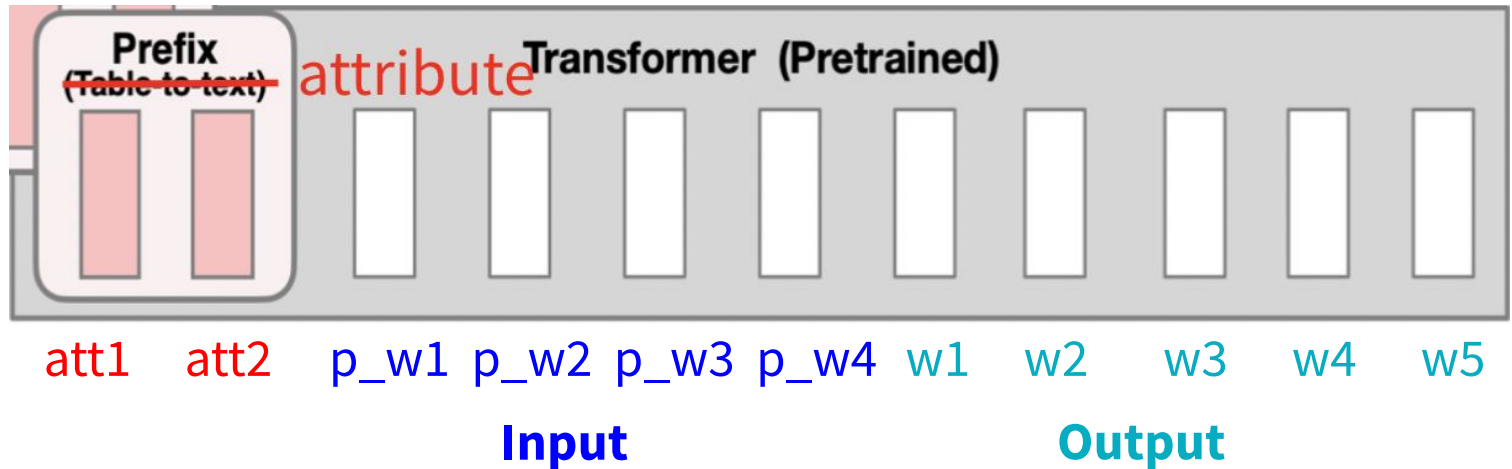 Prefix
(Table-to-text) attribute
Transformer (Pretrained)
att1 att2 p_w1 p_w2 p_w3 p_w4 w1 w2 w3 w4 w5
Input Output